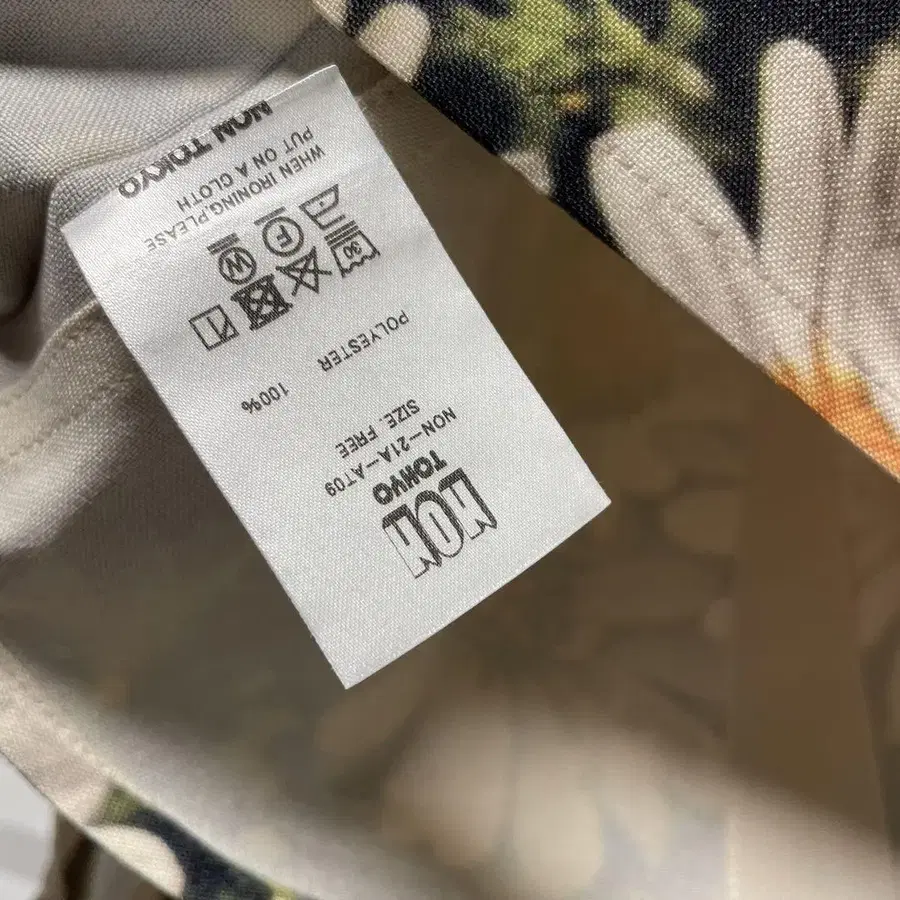 NON
TOKYO
NON-21A-AT09
SIZE. FREE
POLYESTER 100%
30
F W
WHEN IRONING,PLEASE
PUT ON A CLOTH
NON TOKYO